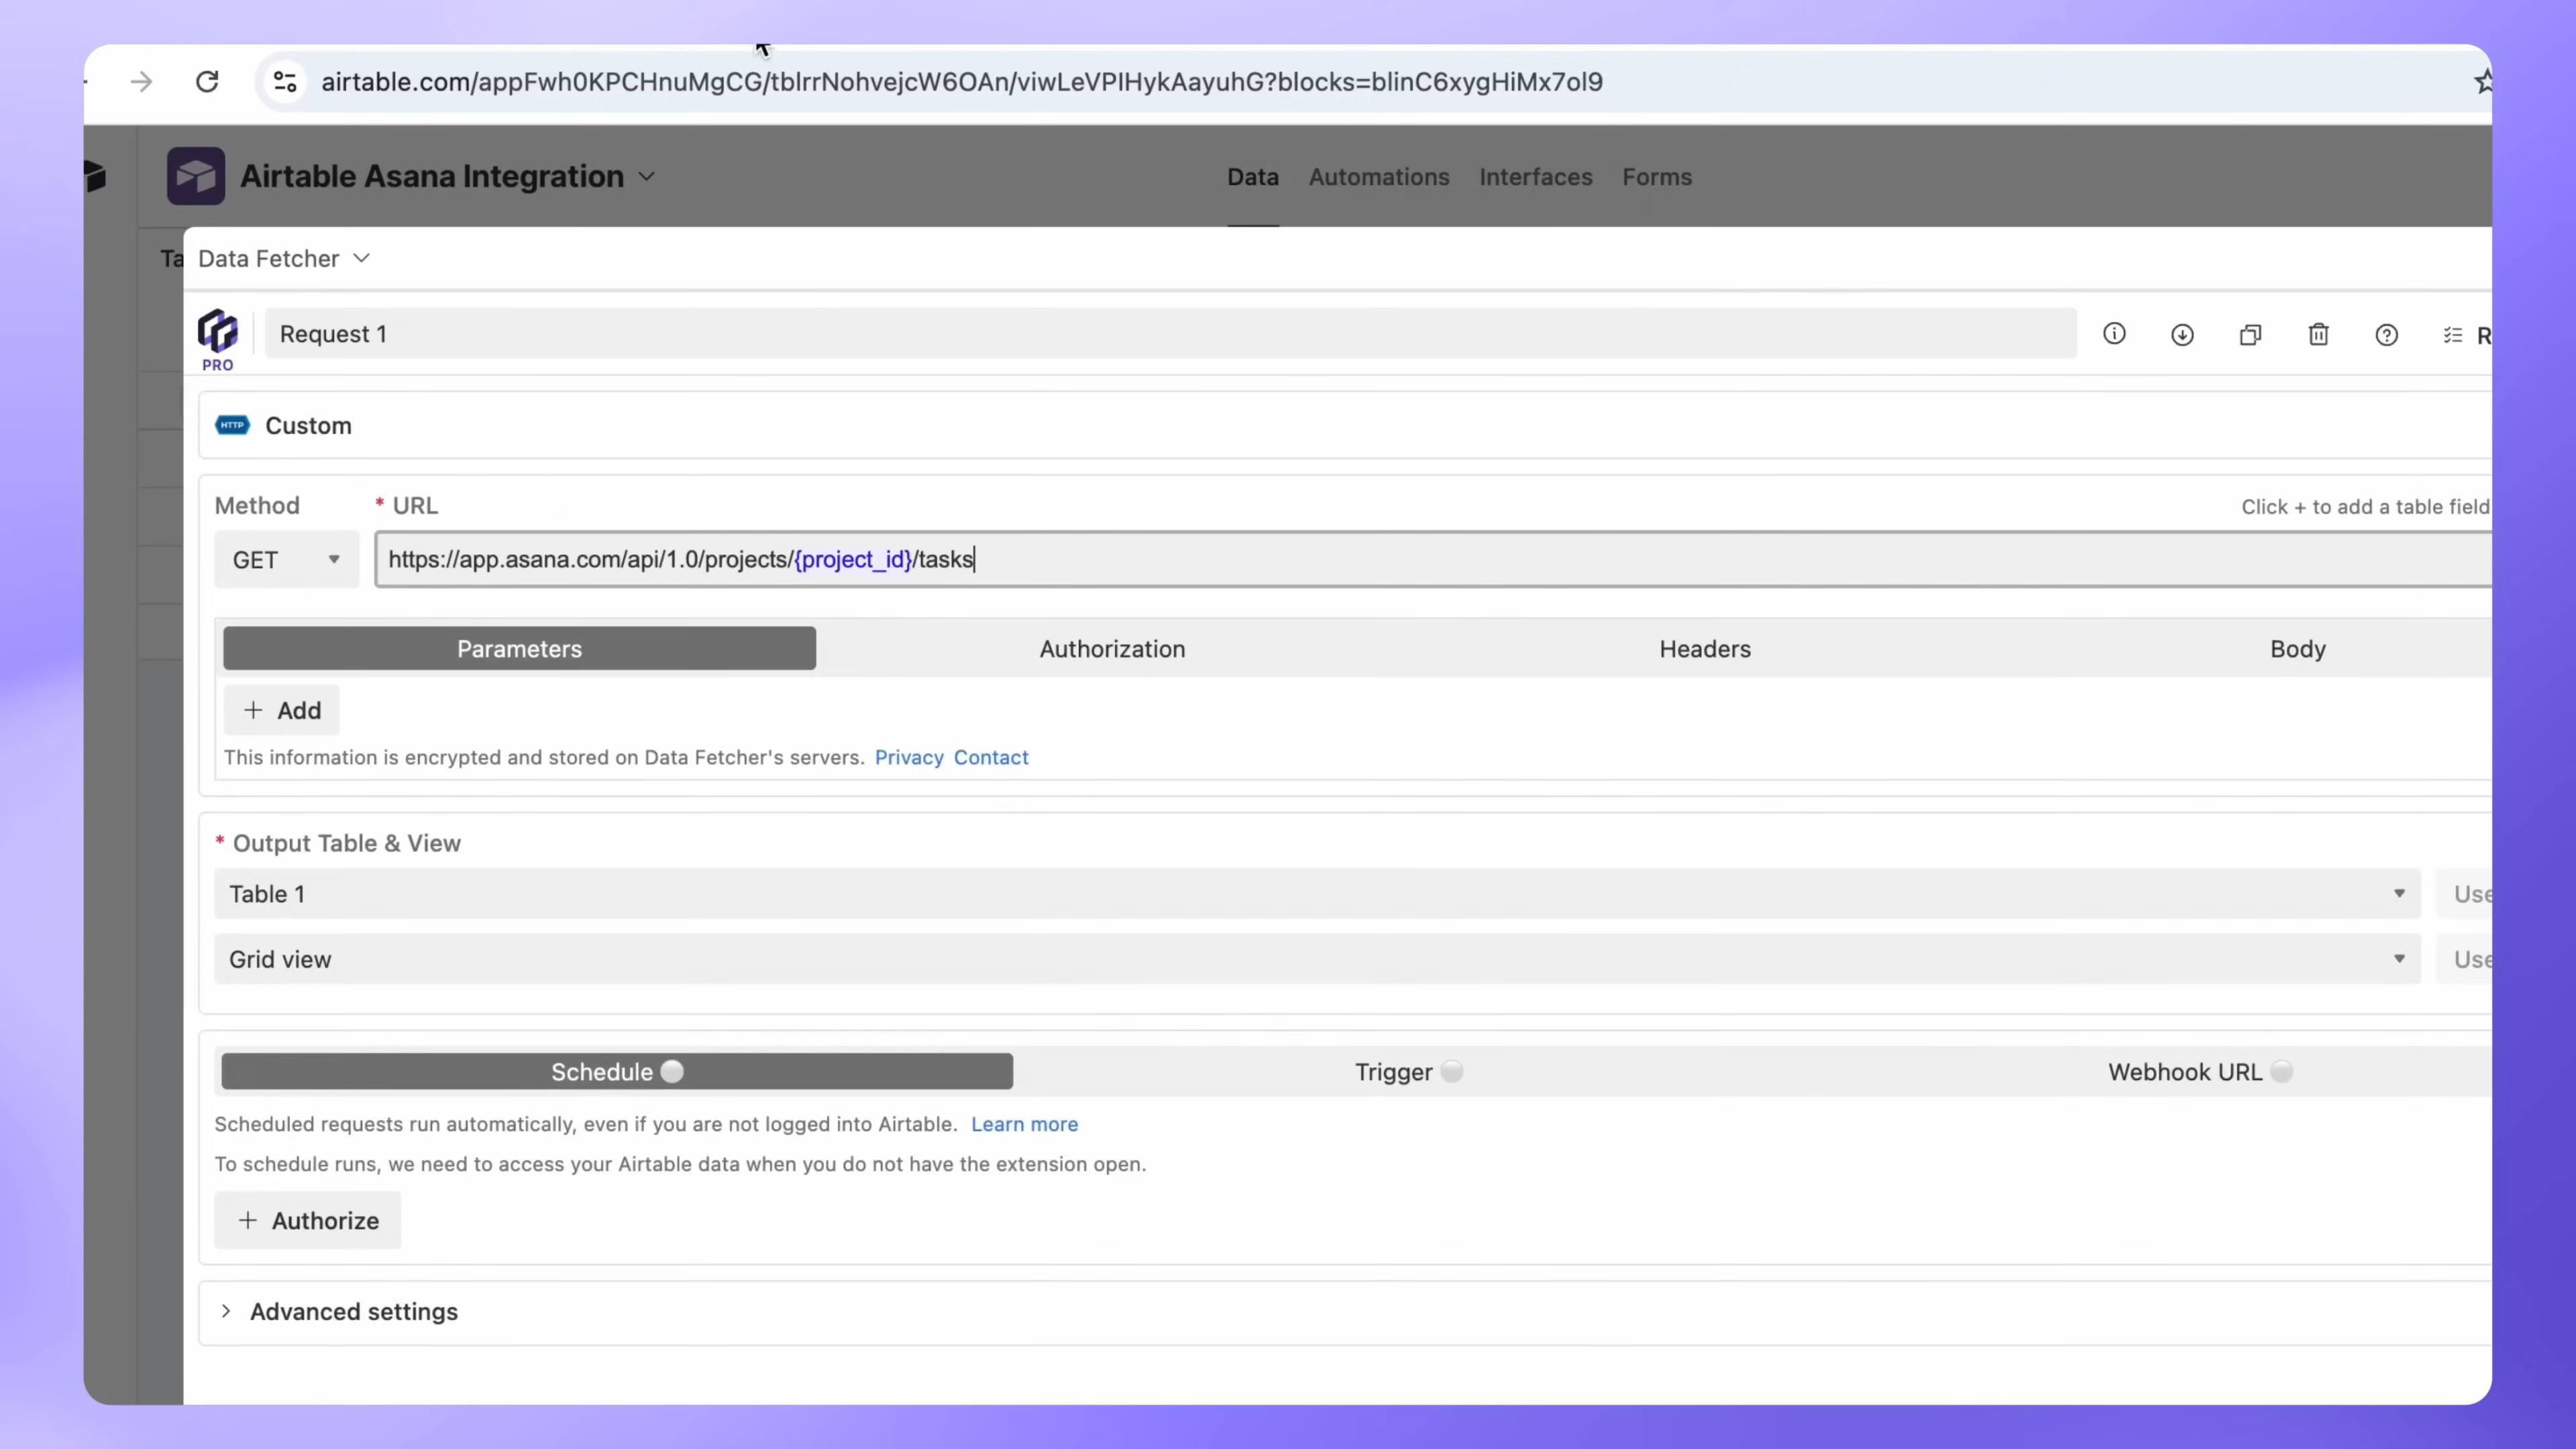 airtable.com/appFwh0KPCHnuMgCG/tblrrNohvejcW6OAn/viwLeVPIHykAayuhG?blocks=blinC6xygHiMx7ol9
Airtable Asana Integration
Data Automations Interfaces Forms
Ta
Data Fetcher
PRO
Request 1
R
HTTP
Custom
Method * URL Click + to add a table field
GET https://app.asana.com/api/1.0/projects/{project_id}/tasks
Parameters Authorization Headers Body
+ Add
This information is encrypted and stored on Data Fetcher's servers. Privacy Contact
* Output Table & View
Table 1 Use
Grid view Use
Schedule Trigger Webhook URL
Scheduled requests run automatically, even if you are not logged into Airtable. Learn more
To schedule runs, we need to access your Airtable data when you do not have the extension open.
+ Authorize
Advanced settings